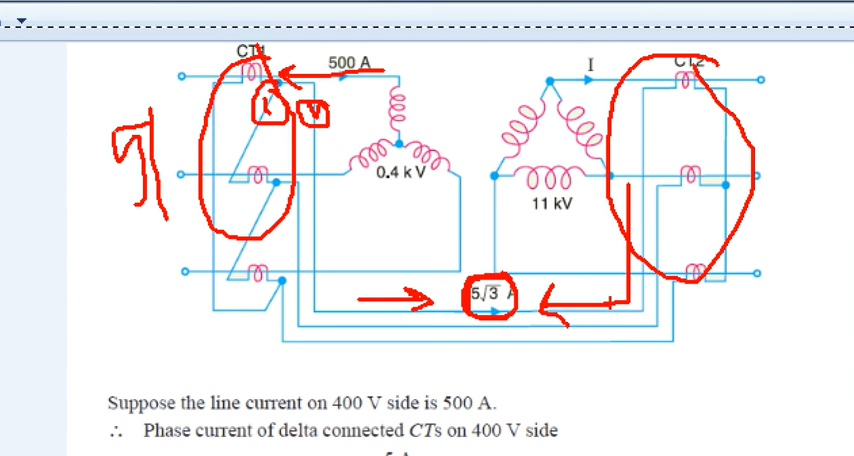 CT1
500 A
I
CT2
0.4 k V
11 kV
5√3 A
Suppose the line current on 400 V side is 500 A.
∴ Phase current of delta connected CTs on 400 V side